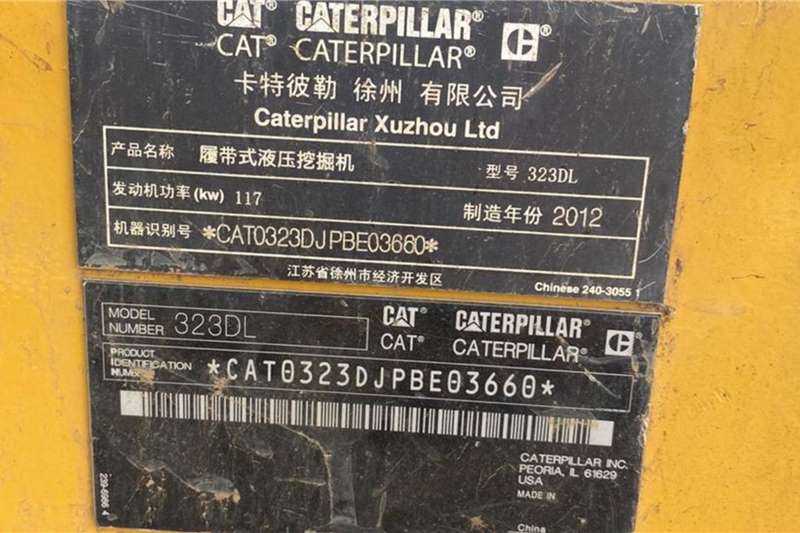 CAT CATERPILLAR®
CAT® CATERPILLAR® C®
卡特彼勒 徐州 有限公司
Caterpillar Xuzhou Ltd
产品名称 履带式液压挖掘机 型号 323DL
发动机功率(kw) 117 制造年份 2012
机器识别号 *CAT0323DJPBE03660*
江苏省徐州市经济开发区 Chinese 240-3055 1
MODEL NUMBER 323DL
CAT® CATERPILLAR® C®
CAT® CATERPILLAR®
PRODUCT
IDENTIFICATION
NUMBER *CAT0323DJPBE03660*
CATERPILLAR INC.
PEORIA, IL 61629
USA
MADE IN
China